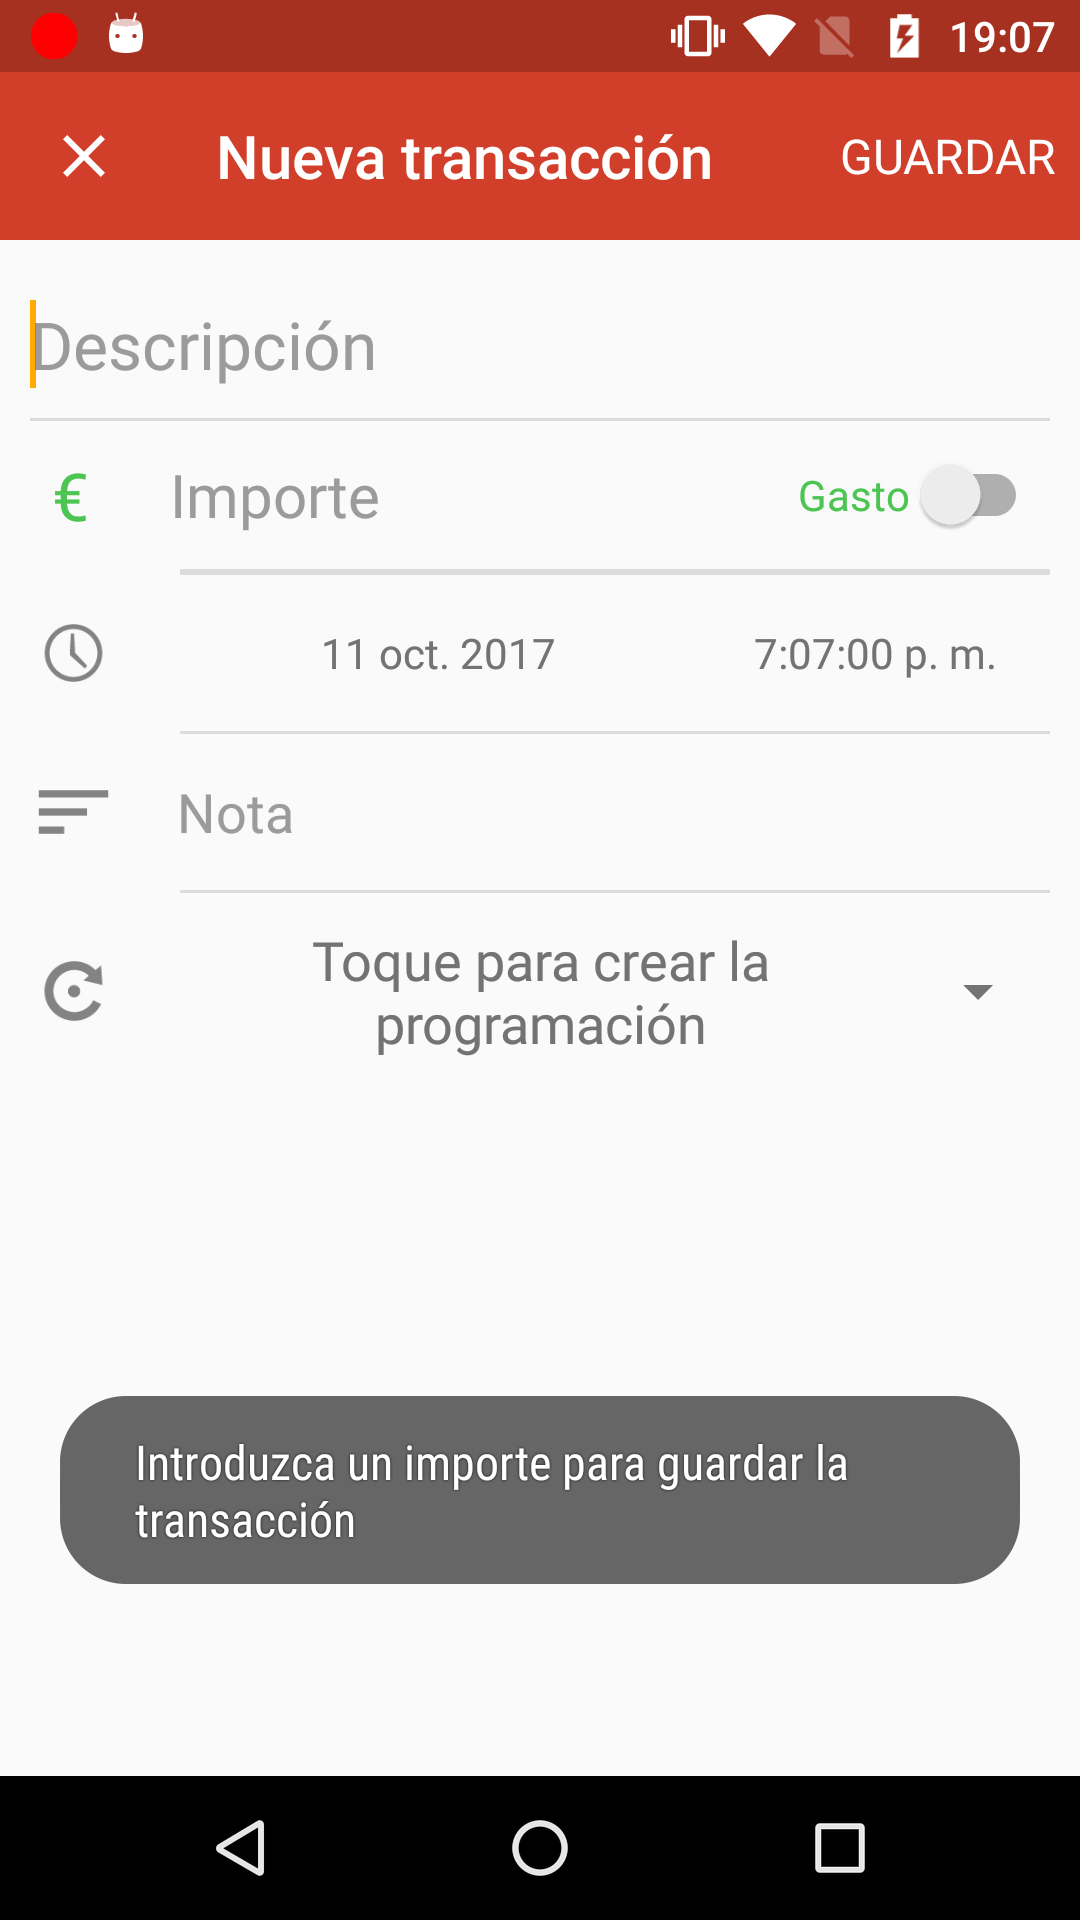 19:07
Nueva transacción
GUARDAR
Descripción
€
Importe
Gasto
11 oct. 2017
7:07:00 p. m.
Nota
Toque para crear la
programación
Introduzca un importe para guardar la
transacción